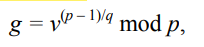 g = v^(p – 1)/q mod p,